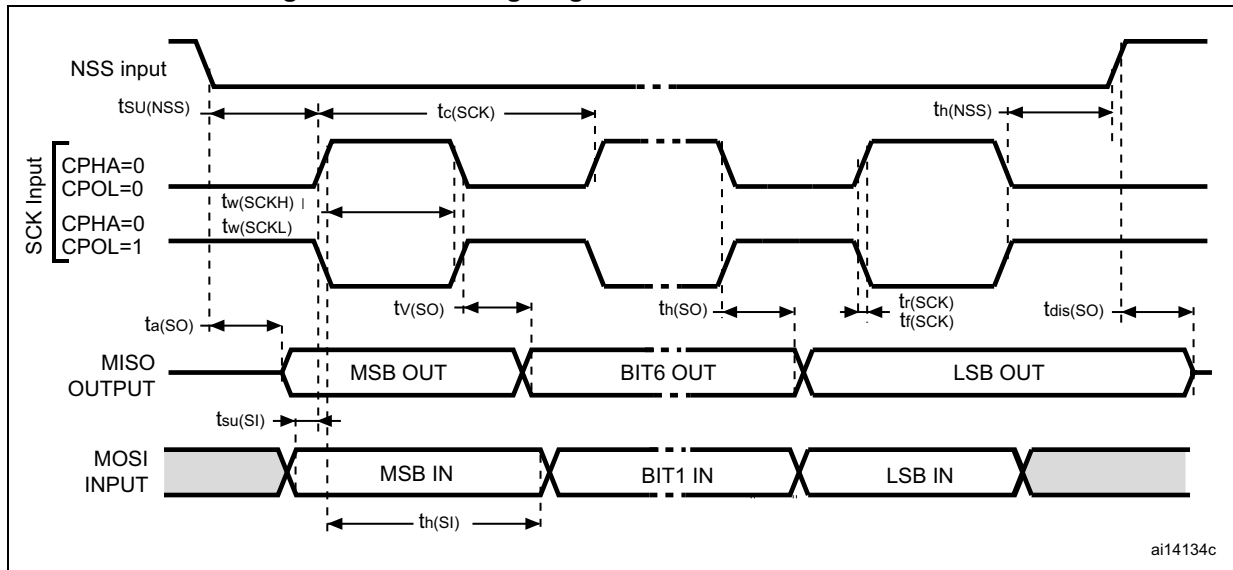 NSS input
tSU(NSS)
tc(SCK)
th(NSS)
SCK Input
CPHA=0
CPOL=0
tw(SCKH)
CPHA=0
tw(SCKL)
CPOL=1
ta(SO)
tV(SO)
th(SO)
tr(SCK)
tf(SCK)
tdis(SO)
MISO
OUTPUT
MSB OUT
BIT6 OUT
LSB OUT
tsu(SI)
MOSI
INPUT
MSB IN
BIT1 IN
LSB IN
th(SI)
ai14134c